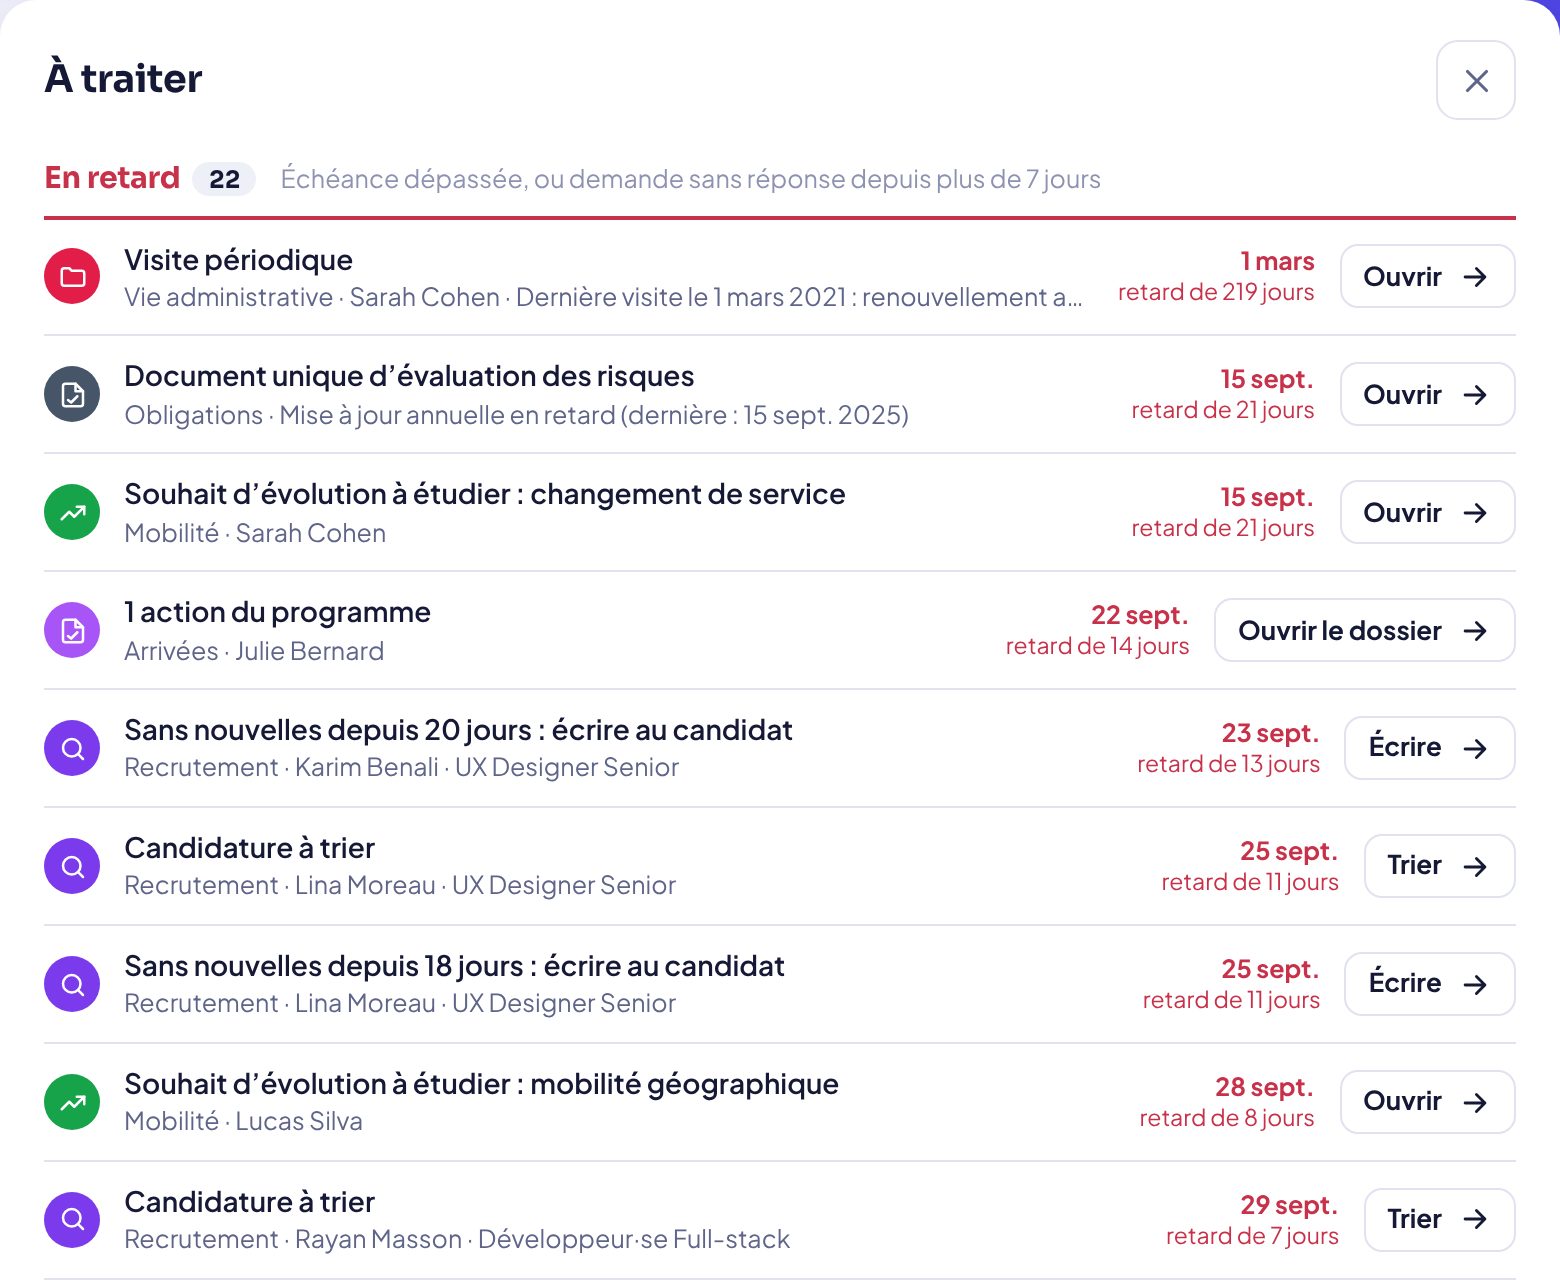 À traiter
En retard 22 Échéance dépassée, ou demande sans réponse depuis plus de 7 jours
Visite périodique
Vie administrative · Sarah Cohen · Dernière visite le 1 mars 2021 : renouvellement a…
1 mars
retard de 219 jours
Ouvrir
Document unique d’évaluation des risques
Obligations · Mise à jour annuelle en retard (dernière : 15 sept. 2025)
15 sept.
retard de 21 jours
Ouvrir
Souhait d’évolution à étudier : changement de service
Mobilité · Sarah Cohen
15 sept.
retard de 21 jours
Ouvrir
1 action du programme
Arrivées · Julie Bernard
22 sept.
retard de 14 jours
Ouvrir le dossier
Sans nouvelles depuis 20 jours : écrire au candidat
Recrutement · Karim Benali · UX Designer Senior
23 sept.
retard de 13 jours
Écrire
Candidature à trier
Recrutement · Lina Moreau · UX Designer Senior
25 sept.
retard de 11 jours
Trier
Sans nouvelles depuis 18 jours : écrire au candidat
Recrutement · Lina Moreau · UX Designer Senior
25 sept.
retard de 11 jours
Écrire
Souhait d’évolution à étudier : mobilité géographique
Mobilité · Lucas Silva
28 sept.
retard de 8 jours
Ouvrir
Candidature à trier
Recrutement · Rayan Masson · Développeur·se Full-stack
29 sept.
retard de 7 jours
Trier